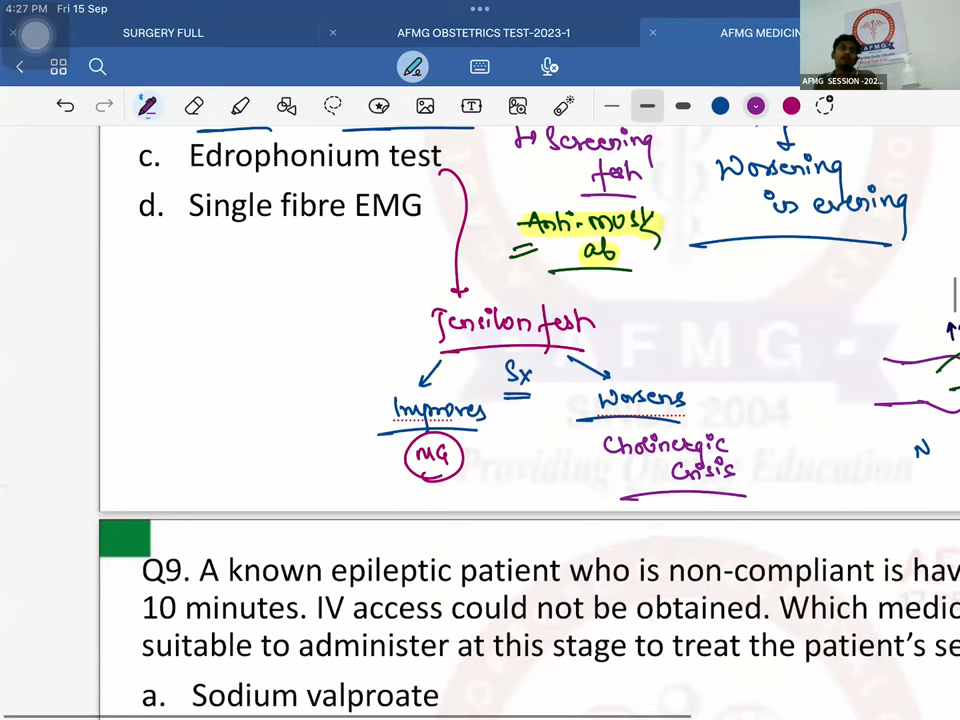 4:27 PM Fri 15 Sep
SURGERY FULL
AFMG OBSTETRICS TEST-2023-1
AFMG MEDICIN
AFMG
AFMG SESSION -202...
c. Edrophonium test
d. Single fibre EMG
Screening
test
Anti-musk
ab
Worsening
in evening
Tensilon test
Sx
Improves
Worsens
MG
Cholinergic
Crisis
N
AFMG
SINCE 2004
Providing Quality Education
Q9. A known epileptic patient who is non-compliant is hav
10 minutes. IV access could not be obtained. Which medic
suitable to administer at this stage to treat the patient's se
a. Sodium valproate